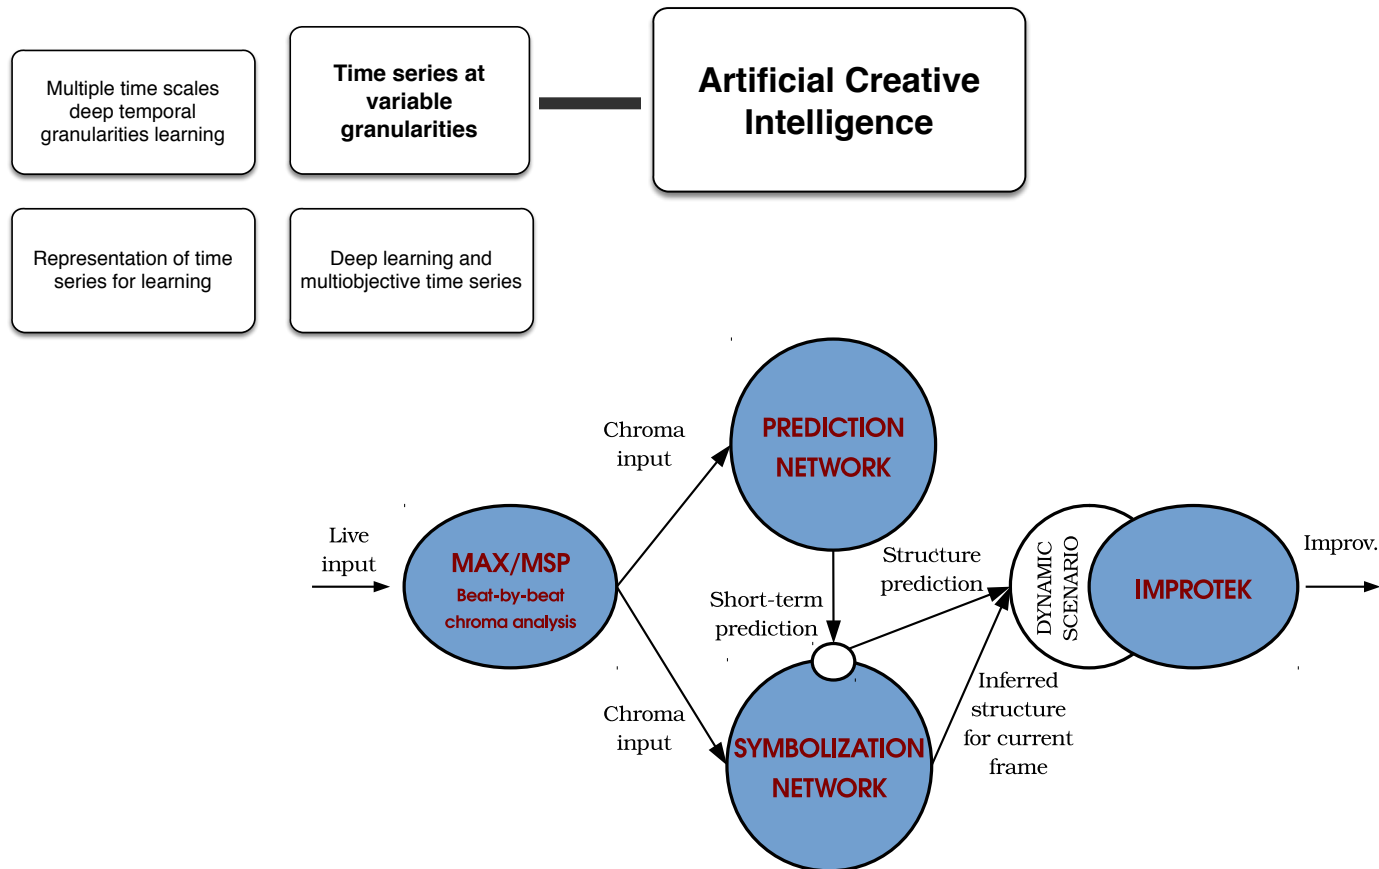 Multiple time scales
deep temporal
granularities learning
Time series at
variable
granularities
Artificial Creative
Intelligence
Representation of time
series for learning
Deep learning and
multiobjective time series
Live
input
MAX/MSP
Beat-by-beat
chroma analysis
Chroma
input
PREDICTION
NETWORK
Short-term
prediction
Chroma
input
SYMBOLIZATION
NETWORK
Structure
prediction
Inferred
structure
for current
frame
DYNAMIC
SCENARIO
IMPROTEK
Improv.